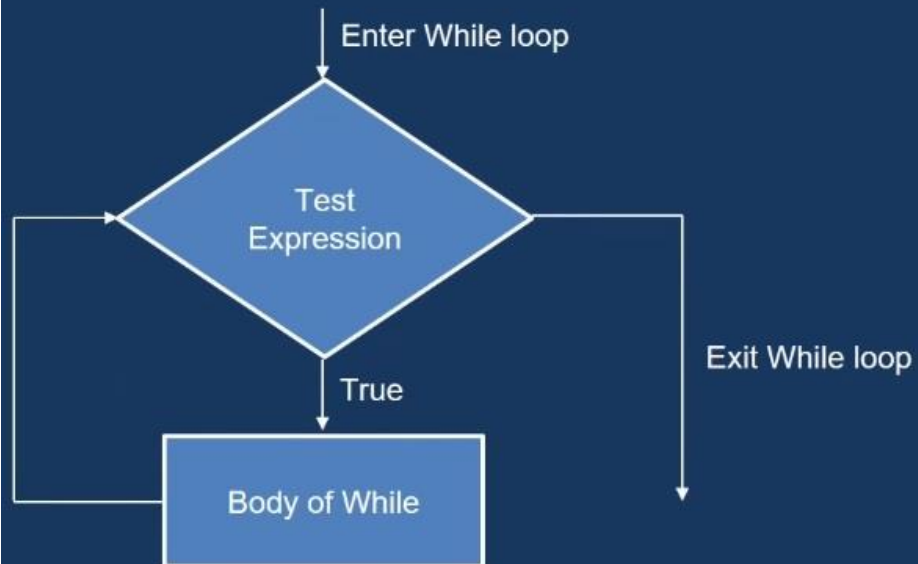 Enter While loop
Test
Expression
Exit While loop
True
Body of While